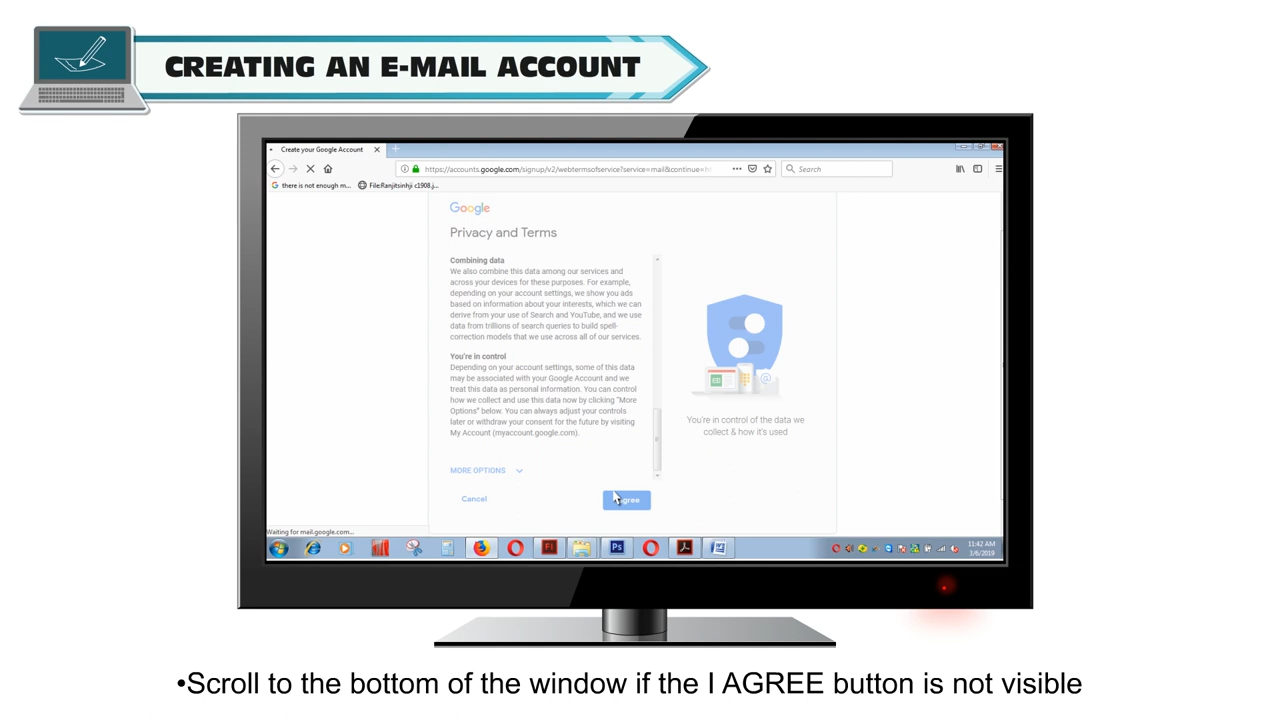 CREATING AN E-MAIL ACCOUNT
Create your Google Account
https://accounts.google.com/signup/v2/webtermsofservice?service=mail&continue=
Search
there is not enough m...
File:Ranjitsinhji c1908.j...
Google
Privacy and Terms
Combining data
We also combine this data among our services and
across your devices for these purposes. For example,
depending on your account settings, we show you ads
based on information about your interests, which we can
derive from your use of Search and YouTube, and we use
data from trillions of search queries to build spell-
correction models that we use across all of our services.
You're in control
Depending on your account settings, some of this data
may be associated with your Google Account and we
treat this data as personal information. You can control
how we collect and use this data now by clicking "More
Options" below. You can always adjust your controls
later or withdraw your consent for the future by visiting
My Account (myaccount.google.com).
You're in control of the data we
collect & how it's used
MORE OPTIONS
Cancel
gree
Waiting for mail.google.com...
Fl
Ps
11:42 AM
3/6/2019
•Scroll to the bottom of the window if the I AGREE button is not visible